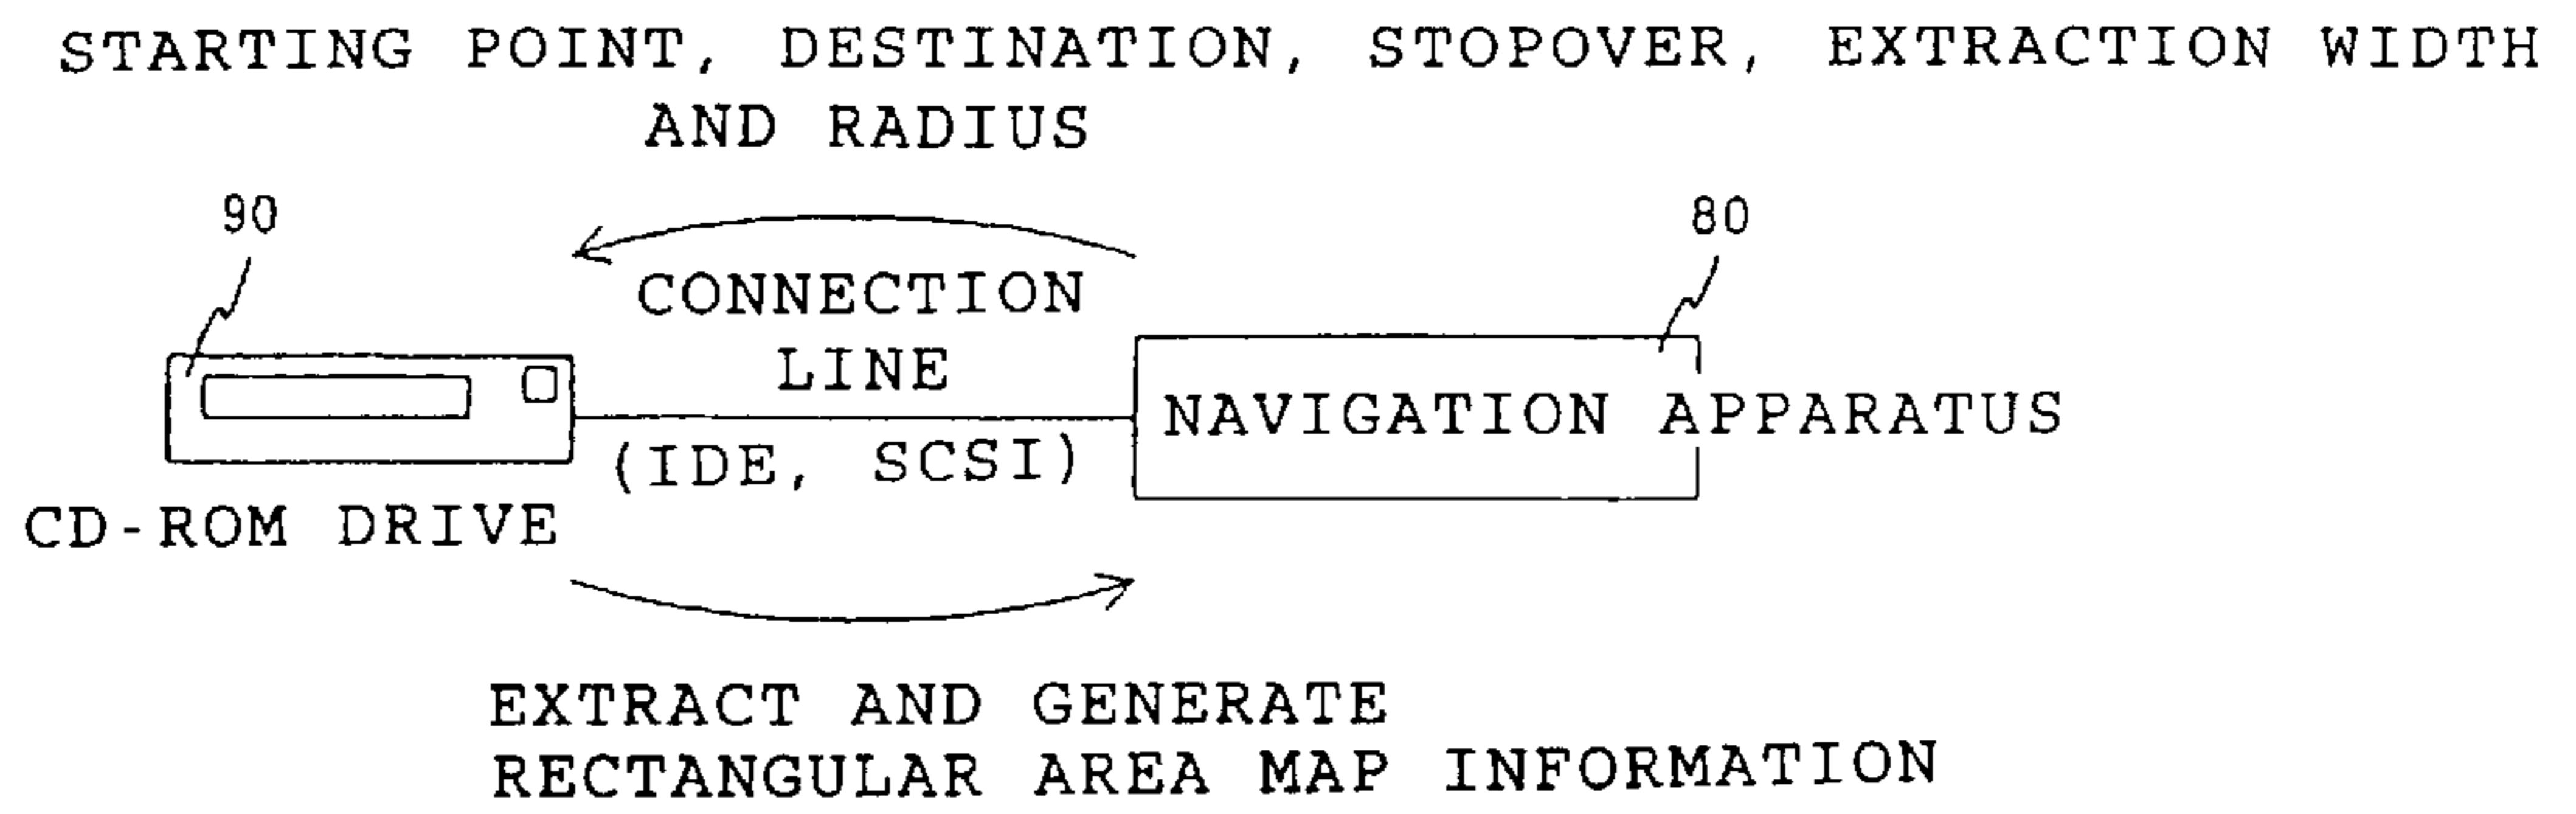 STARTING POINT, DESTINATION, STOPOVER, EXTRACTION WIDTH
AND RADIUS
90
80
CONNECTION
LINE
NAVIGATION APPARATUS
(IDE, SCSI)
CD-ROM DRIVE
EXTRACT AND GENERATE
RECTANGULAR AREA MAP INFORMATION